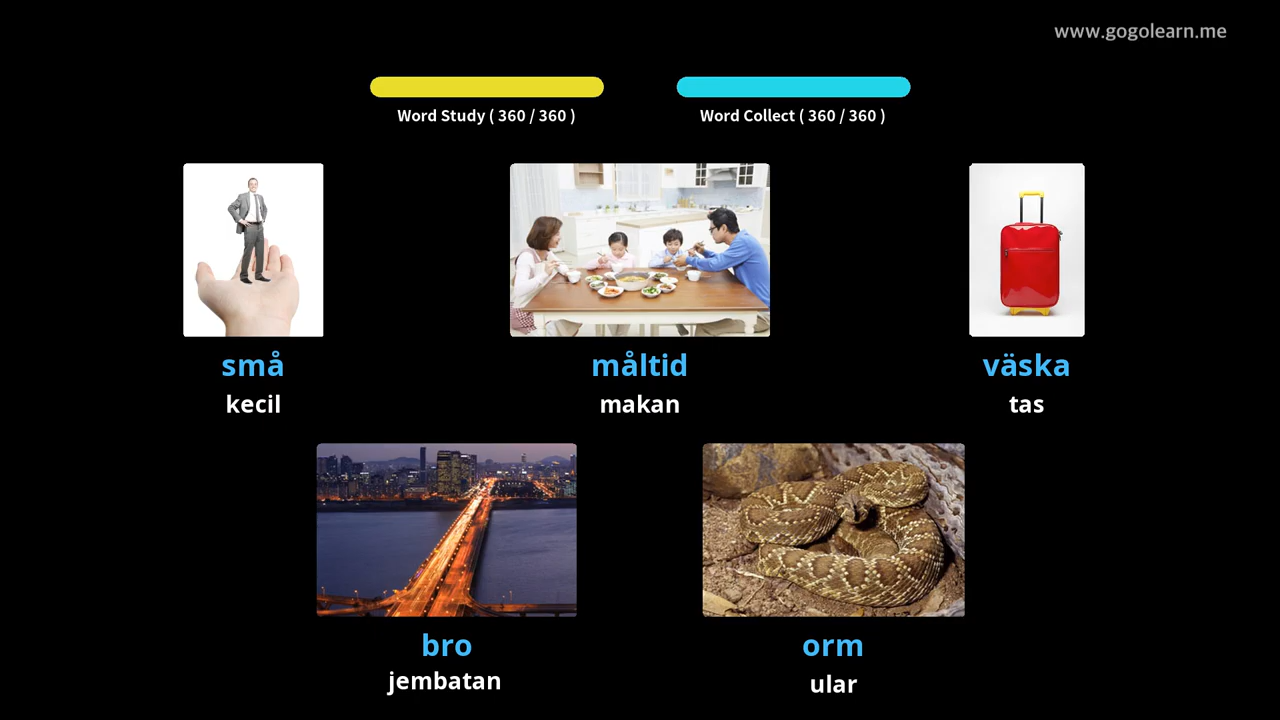 www.gogolearn.me
Word Study ( 360 / 360 )
Word Collect ( 360 / 360 )
små
kecil
måltid
makan
väska
tas
bro
jembatan
orm
ular